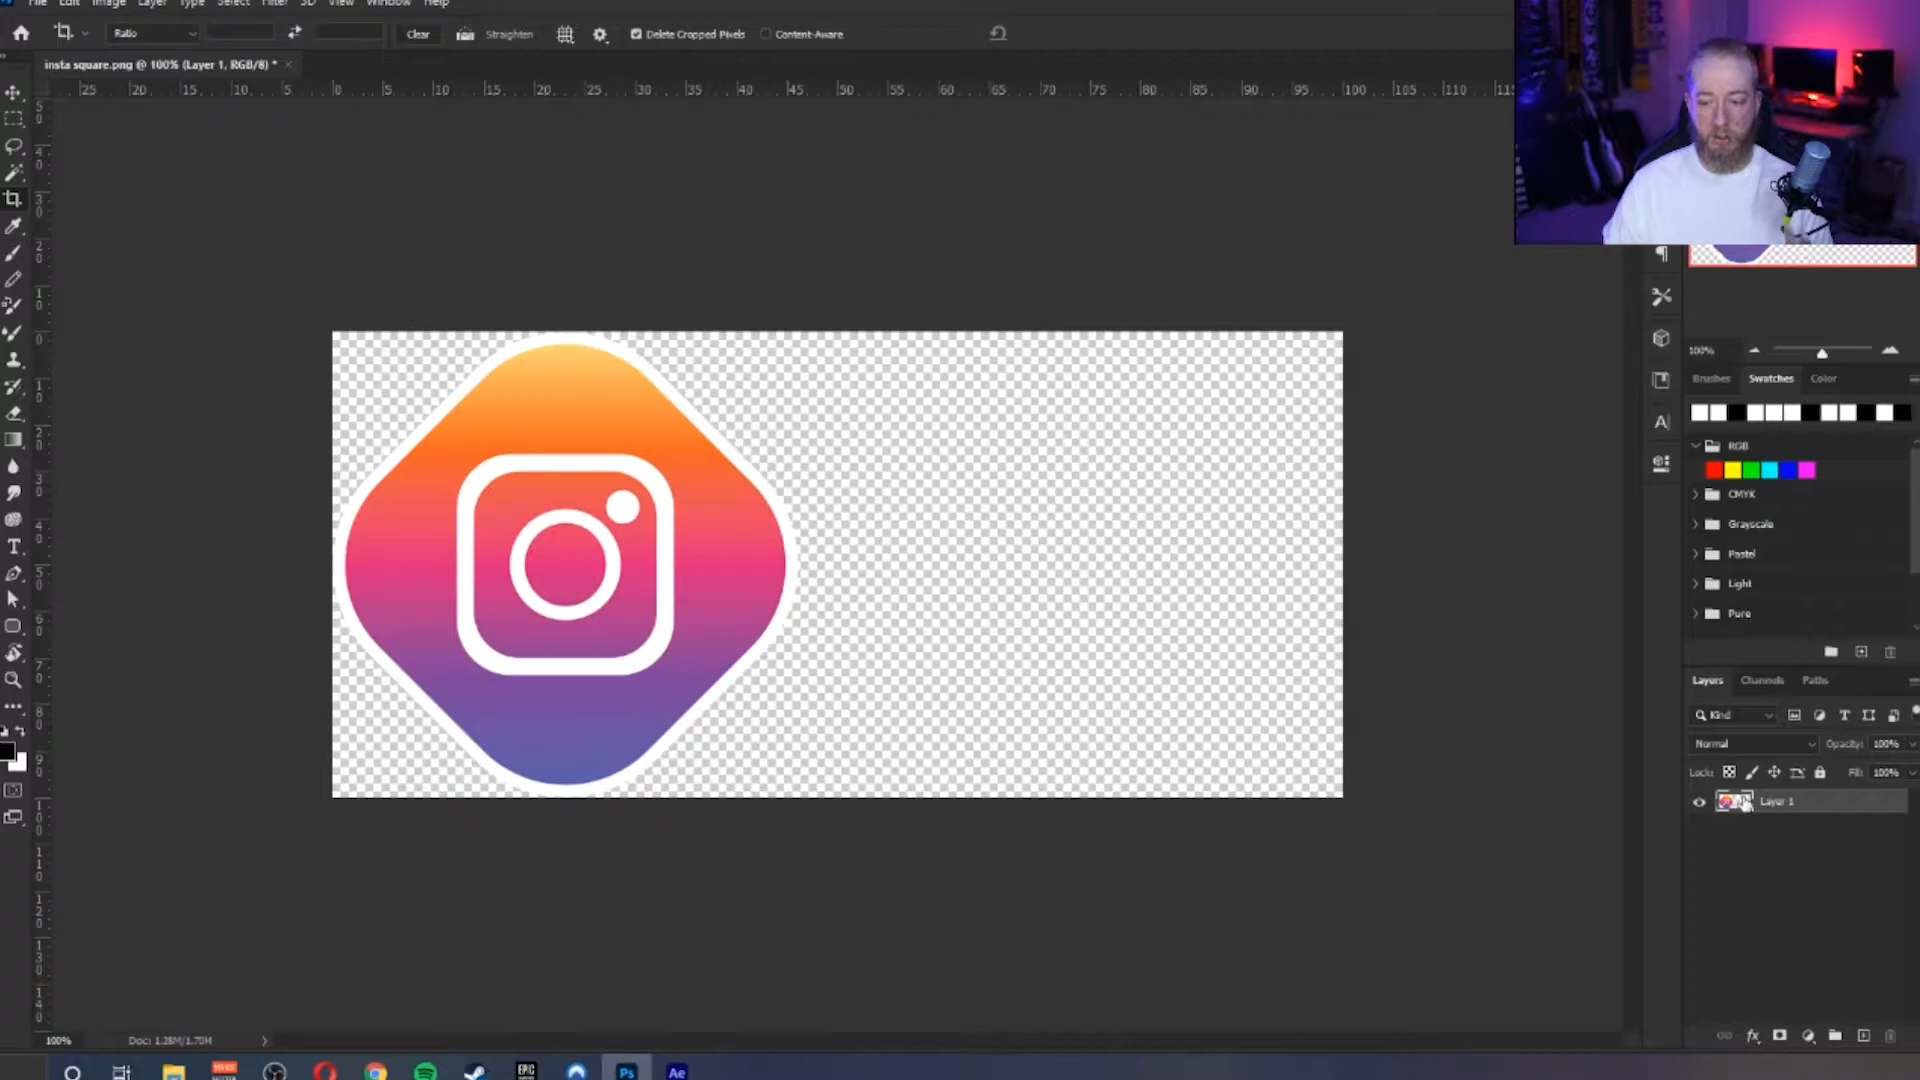 File Edit Image Layer Type Select Filter 3D View Window Help
Ratio Clear Straighten Delete Cropped Pixels Content-Aware
insta square.png @ 100% (Layer 1, RGB/8) * ×
25 20 15 10 5 0 5 10 15 20 25 30 35 40 45 50 55 60 65 70 75 80 85 90 95 100 105 110 115
100%
Brushes Swatches Color
RGB
CMYK
Grayscale
Pastel
Light
Pure
Layers Channels Paths
Kind
Normal Opacity: 100%
Lock: Fill: 100%
Layer 1
100% Doc: 1.28M/1.70M
EPIC
Ps
Ae